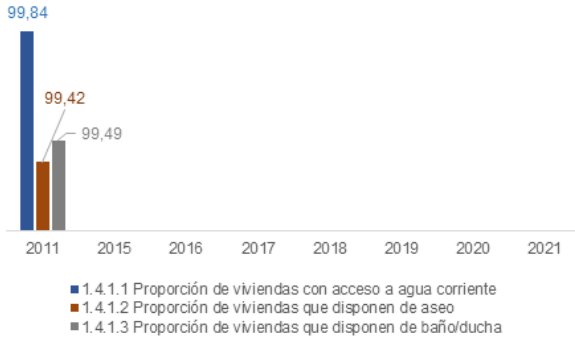 99,84
99,42
99,49
2011 2015 2016 2017 2018 2019 2020 2021
1.4.1.1 Proporción de viviendas con acceso a agua corriente
1.4.1.2 Proporción de viviendas que disponen de aseo
1.4.1.3 Proporción de viviendas que disponen de baño/ducha